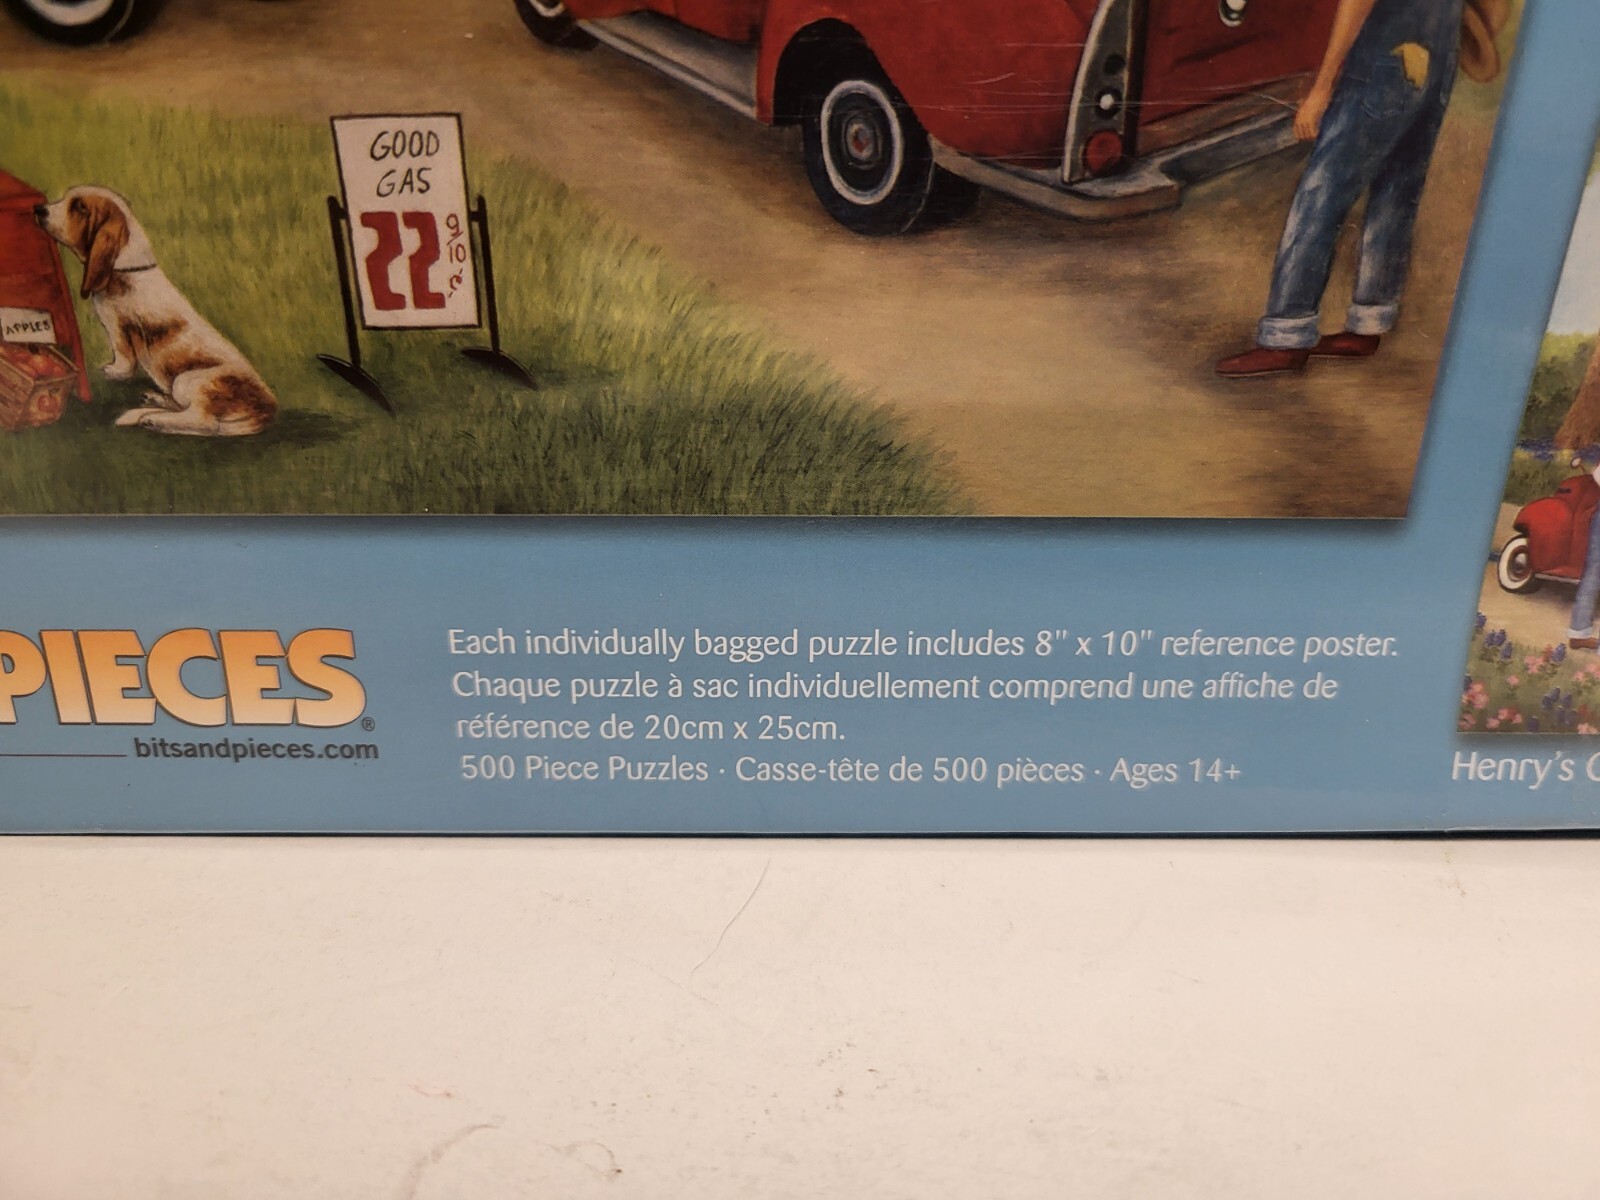 GOOD
GAS
22 9/10
APPLES
PIECES®
bitsandpieces.com
Each individually bagged puzzle includes 8" x 10" reference poster.
Chaque puzzle à sac individuellement comprend une affiche de
référence de 20cm x 25cm.
500 Piece Puzzles · Casse-tête de 500 pièces · Ages 14+
Henry's